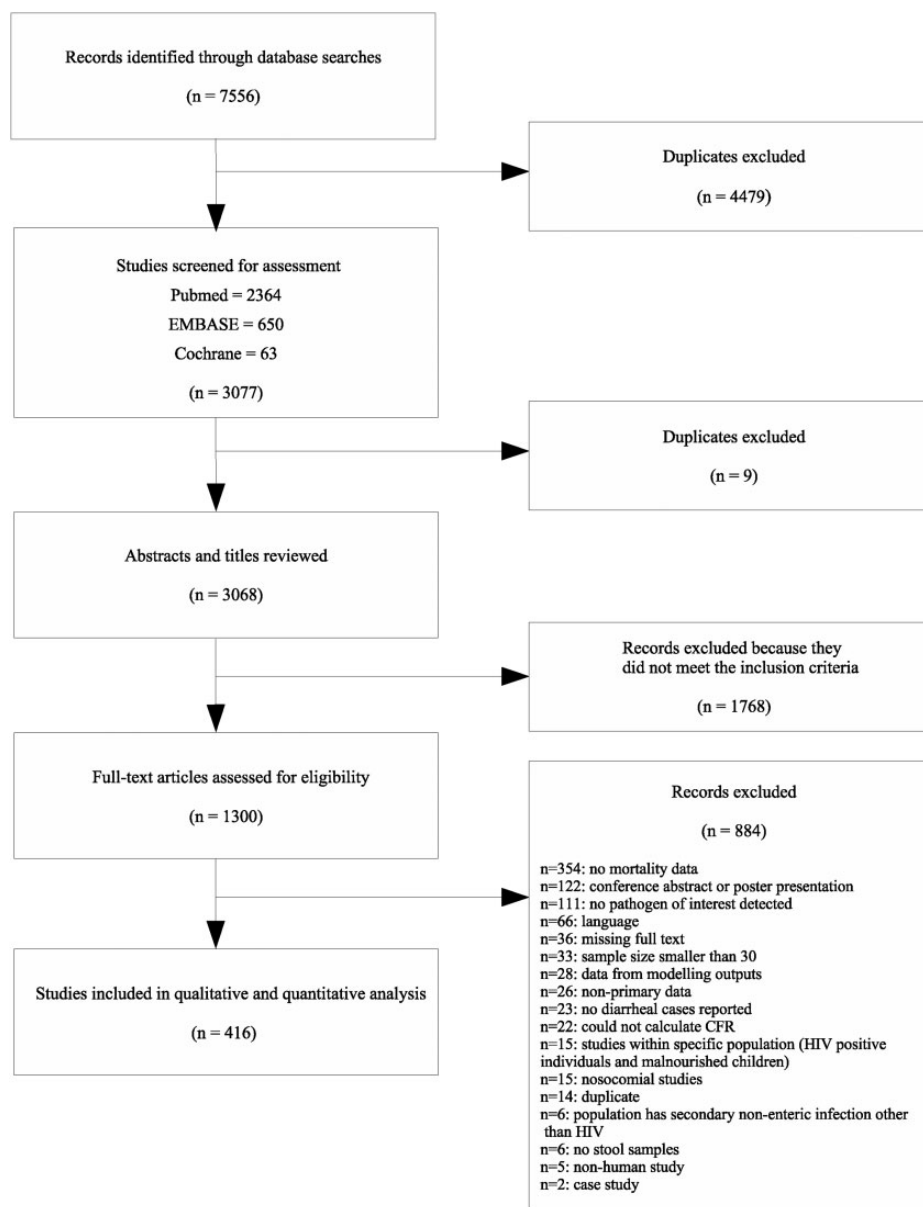 Records identified through database searches
(n = 7556)
Duplicates excluded
(n = 4479)
Studies screened for assessment
Pubmed = 2364
EMBASE = 650
Cochrane = 63
(n = 3077)
Duplicates excluded
(n = 9)
Abstracts and titles reviewed
(n = 3068)
Records excluded because they
did not meet the inclusion criteria
(n = 1768)
Full-text articles assessed for eligibility
(n = 1300)
Records excluded
(n = 884)
n=354: no mortality data
n=122: conference abstract or poster presentation
n=111: no pathogen of interest detected
n=66: language
n=36: missing full text
n=33: sample size smaller than 30
n=28: data from modelling outputs
n=26: non-primary data
n=23: no diarrheal cases reported
n=22: could not calculate CFR
n=15: studies within specific population (HIV positive
individuals and malnourished children)
n=15: nosocomial studies
n=14: duplicate
n=6: population has secondary non-enteric infection other
than HIV
n=6: no stool samples
n=5: non-human study
n=2: case study
Studies included in qualitative and quantitative analysis
(n = 416)